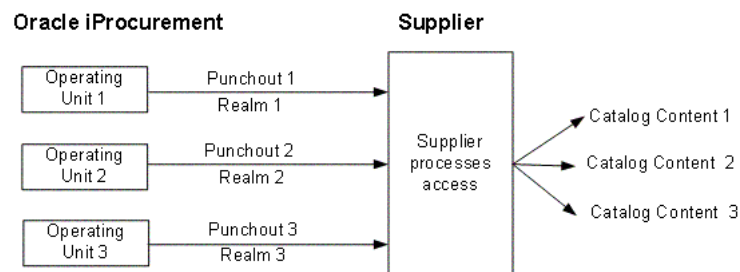 Oracle iProcurement
Supplier
Operating
Unit 1
Punchout 1
Realm 1
Operating
Unit 2
Punchout 2
Realm 2
Operating
Unit 3
Punchout 3
Realm 3
Supplier
processes
access
Catalog Content 1
Catalog Content 2
Catalog Content 3